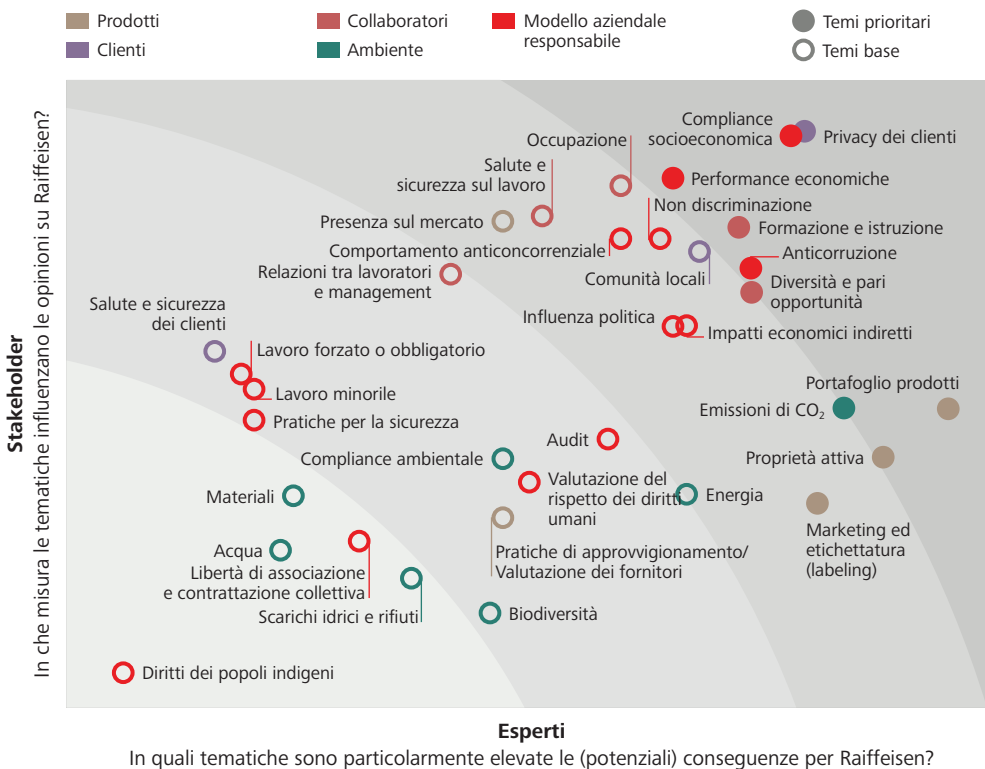 Prodotti
Clienti
Collaboratori
Ambiente
Modello aziendale
responsabile
Temi prioritari
Temi base
Stakeholder
In che misura le tematiche influenzano le opinioni su Raiffeisen?
Compliance
socioeconomica
Privacy dei clienti
Occupazione
Salute e
sicurezza sul lavoro
Performance economiche
Non discriminazione
Presenza sul mercato
Formazione e istruzione
Comportamento anticoncorrenziale
Anticorruzione
Relazioni tra lavoratori
e management
Comunità locali
Diversità e pari
opportunità
Salute e sicurezza
dei clienti
Influenza politica
Impatti economici indiretti
Lavoro forzato o obbligatorio
Lavoro minorile
Pratiche per la sicurezza
Portafoglio prodotti
Emissioni di CO₂
Audit
Compliance ambientale
Proprietà attiva
Valutazione del
rispetto dei diritti
umani
Energia
Materiali
Marketing ed
etichettatura
(labeling)
Acqua
Pratiche di approvvigionamento/
Valutazione dei fornitori
Libertà di associazione
e contrattazione collettiva
Scarichi idrici e rifiuti
Biodiversità
Diritti dei popoli indigeni
Esperti
In quali tematiche sono particolarmente elevate le (potenziali) conseguenze per Raiffeisen?